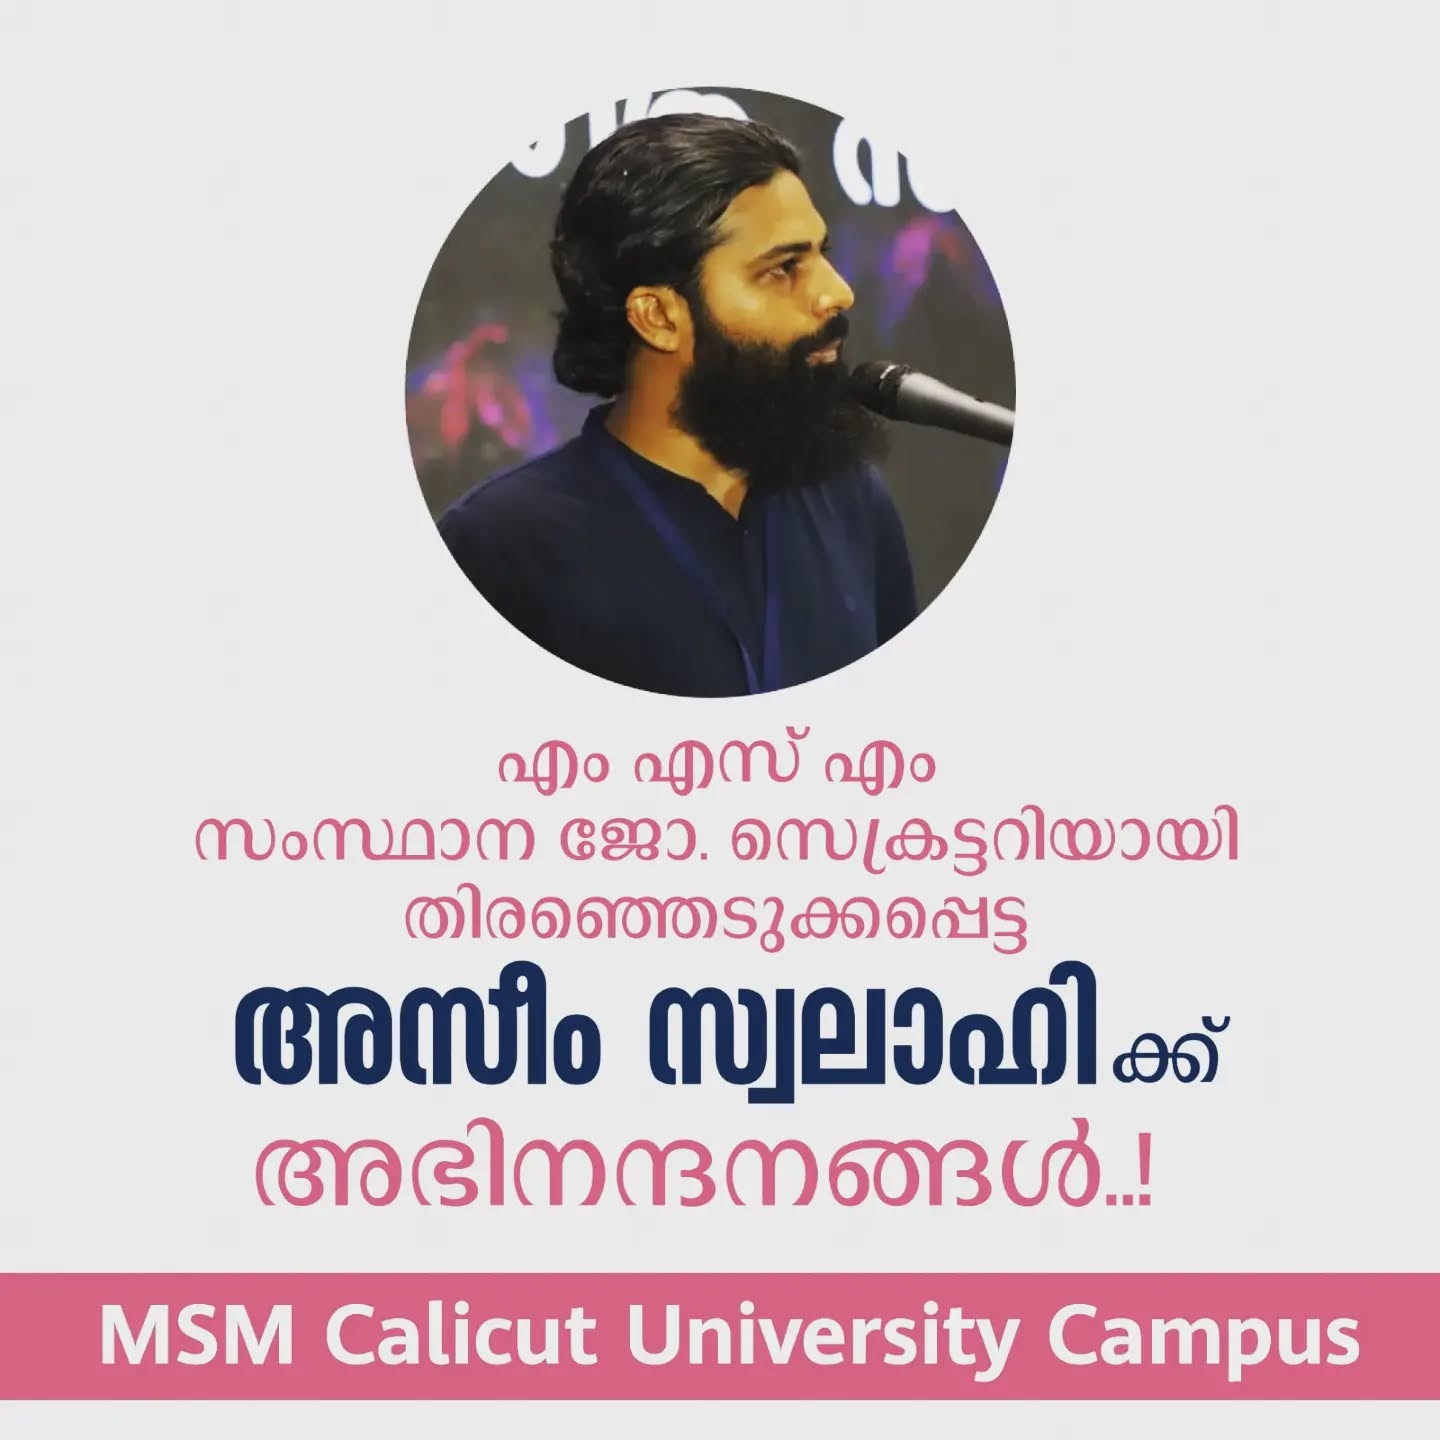 എം എസ് എം
സംസ്ഥാന ജോ. സെക്രട്ടറിയായി
തിരഞ്ഞെടുക്കപ്പെട്ട
അസീം സ്വലാഹിക്ക്
അഭിനന്ദനങ്ങൾ..!
MSM Calicut University Campus